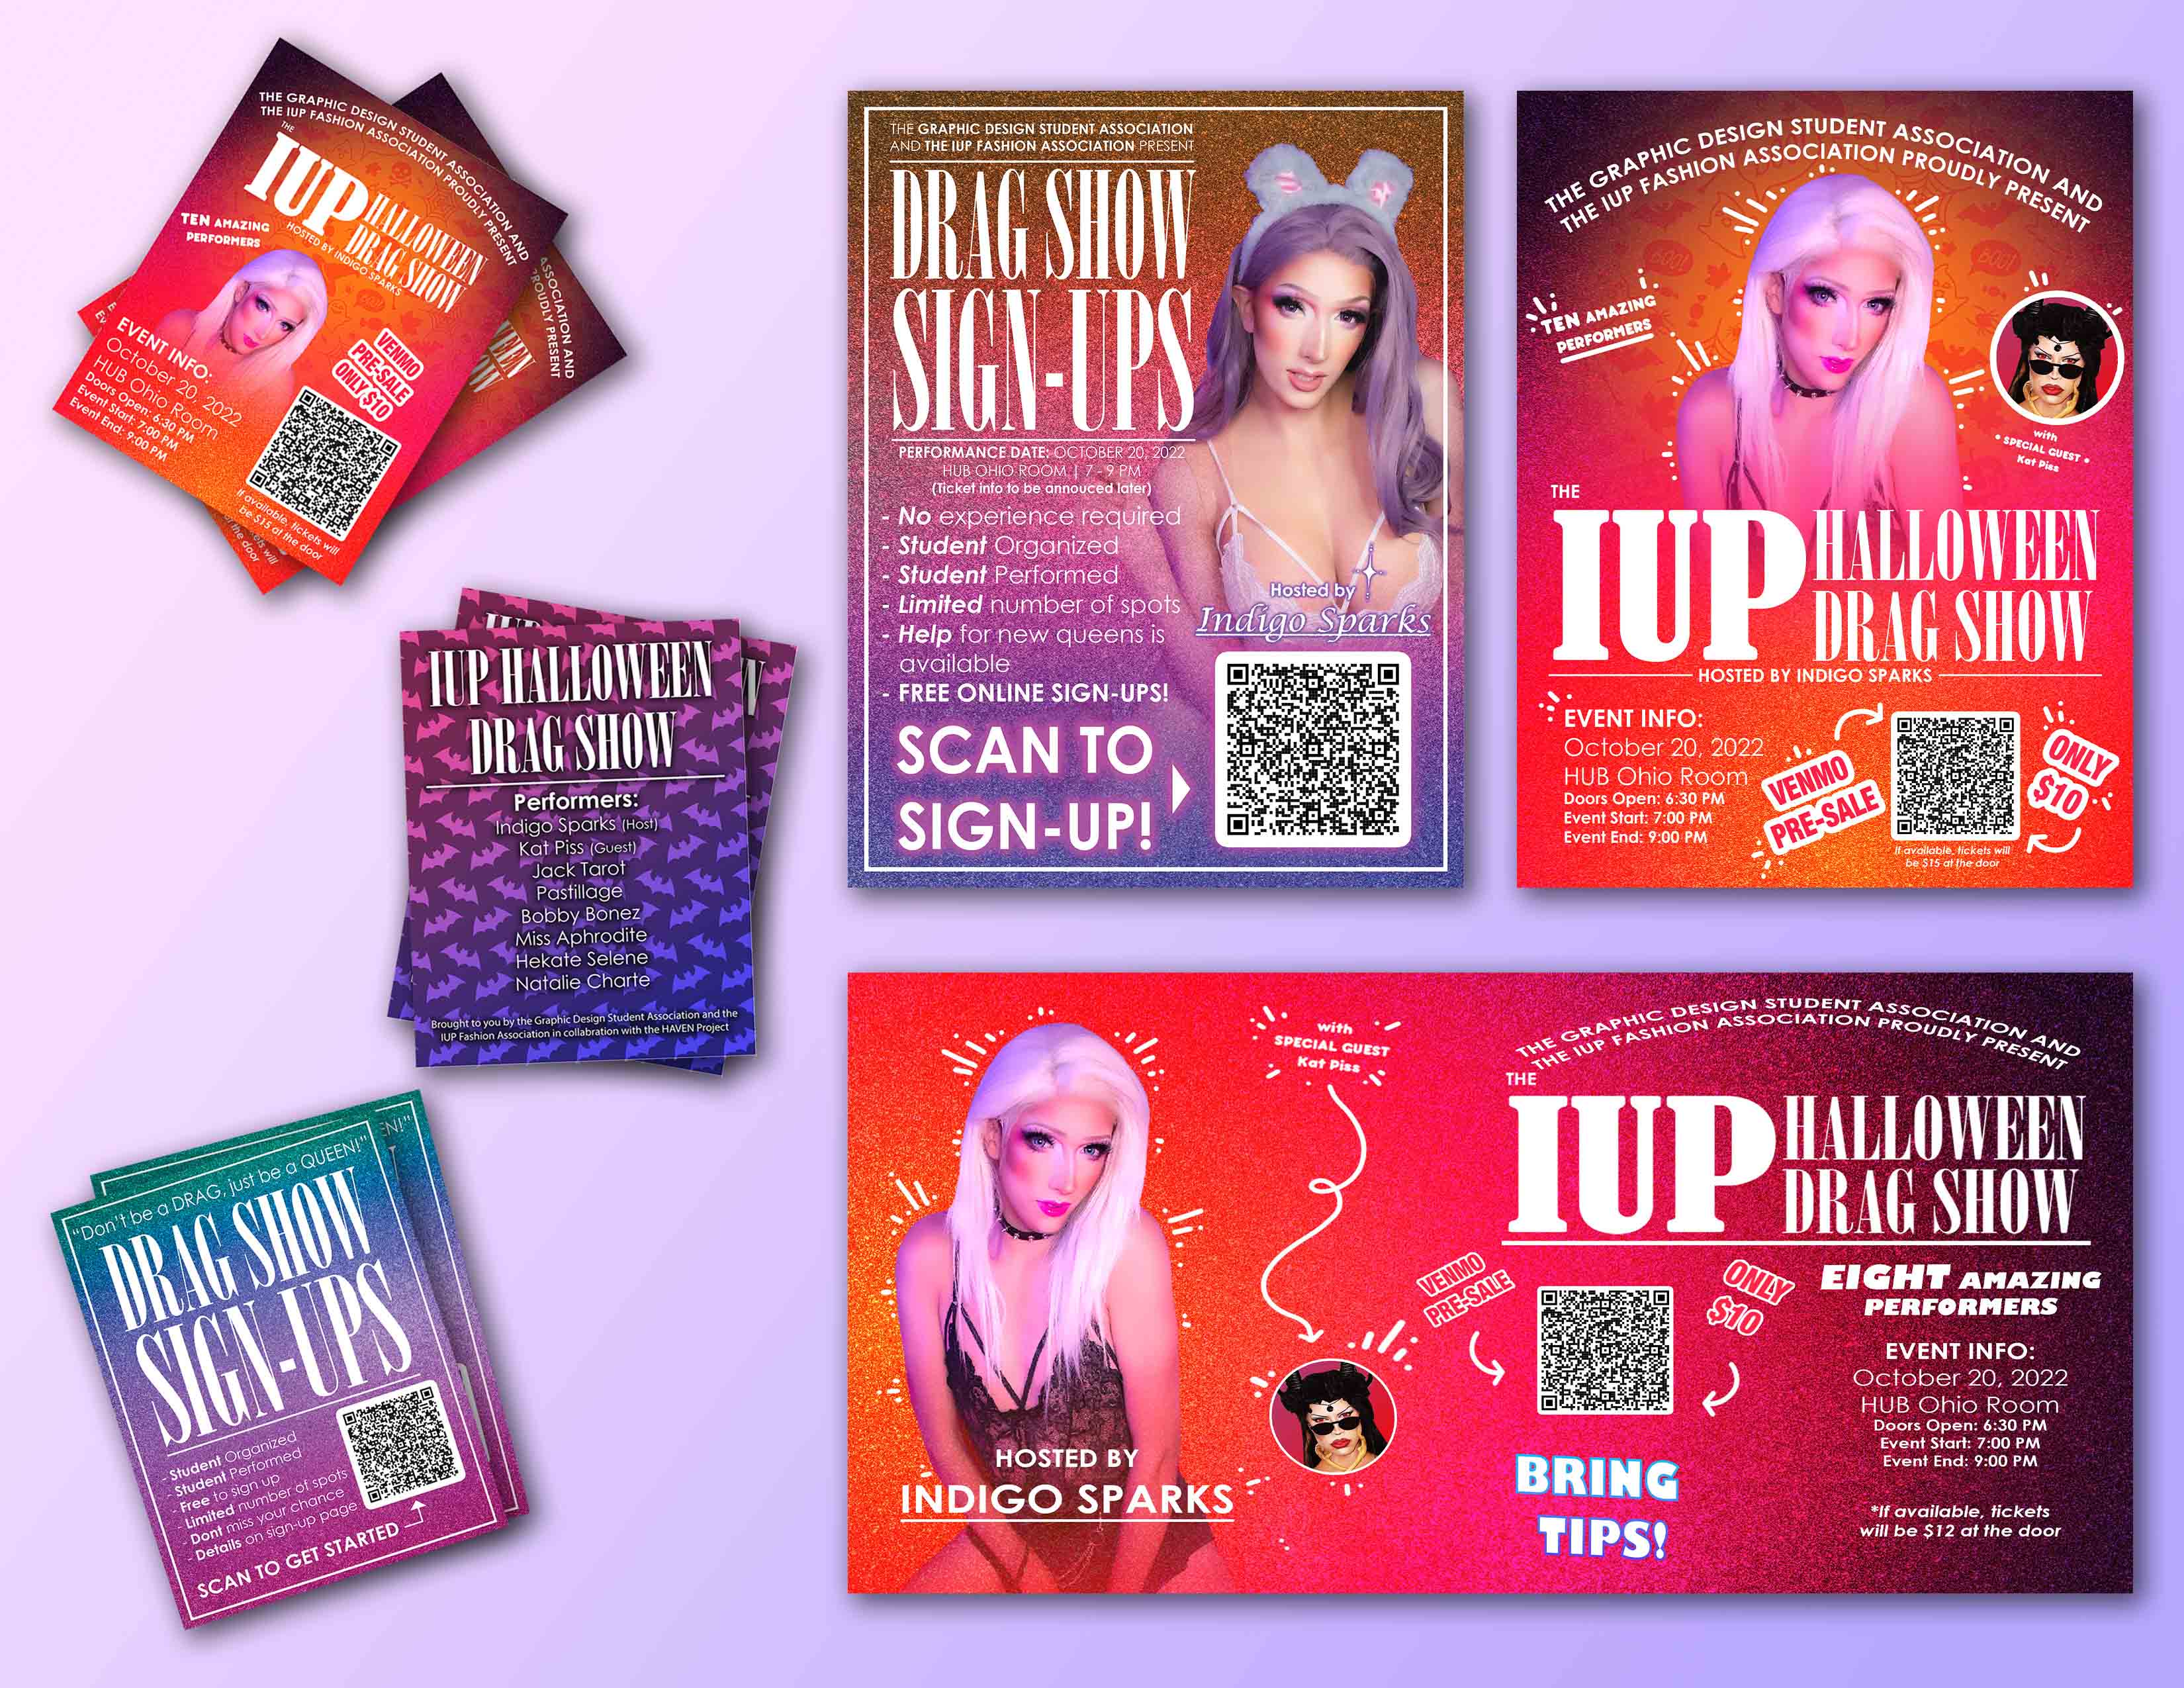 THE GRAPHIC DESIGN STUDENT ASSOCIATION AND
THE IUP FASHION ASSOCIATION PROUDLY PRESENT
THE
IUP HALLOWEEN
DRAG SHOW
HOSTED BY INDIGO SPARKS
TEN AMAZING
PERFORMERS
EVENT INFO:
October 20, 2022
HUB Ohio Room
Doors Open: 6:30 PM
Event Start: 7:00 PM
Event End: 9:00 PM
VENMO
PRE-SALE
ONLY $10
If available, tickets will
be $15 at the door
ASSOCIATION AND
PROUDLY PRESENT
IUP HALLOWEEN
DRAG SHOW
Performers:
Indigo Sparks (Host)
Kat Piss (Guest)
Jack Tarot
Pastillage
Bobby Bonez
Miss Aphrodite
Hekate Selene
Natalie Charte
Brought to you by the Graphic Design Student Association and the
IUP Fashion Association in collabration with the HAVEN Project
"Don't be a DRAG, just be a QUEEN!"
DRAG SHOW
SIGN-UPS
- Student Organized
- Student Performed
- Free to sign up
- Limited number of spots
- Dont miss your chance
- Details on sign-up page
SCAN TO GET STARTED
THE GRAPHIC DESIGN STUDENT ASSOCIATION
AND THE IUP FASHION ASSOCIATION PRESENT
DRAG SHOW
SIGN-UPS
PERFORMANCE DATE: OCTOBER 20, 2022
HUB OHIO ROOM | 7 - 9 PM
(Ticket info to be annouced later)
- No experience required
- Student Organized
- Student Performed
- Limited number of spots
- Help for new queens is
available
- FREE ONLINE SIGN-UPS!
Hosted by
Indigo Sparks
SCAN TO
SIGN-UP!
THE GRAPHIC DESIGN STUDENT ASSOCIATION AND
THE IUP FASHION ASSOCIATION PROUDLY PRESENT
BOO!
BOO!
TEN AMAZING
PERFORMERS
with
• SPECIAL GUEST •
Kat Piss
THE
IUP HALLOWEEN
DRAG SHOW
HOSTED BY INDIGO SPARKS
EVENT INFO:
October 20, 2022
HUB Ohio Room
Doors Open: 6:30 PM
Event Start: 7:00 PM
Event End: 9:00 PM
VENMO
PRE-SALE
ONLY
$10
If available, tickets will
be $15 at the door
with
SPECIAL GUEST
Kat Piss
HOSTED BY
INDIGO SPARKS
THE GRAPHIC DESIGN STUDENT ASSOCIATION AND
THE IUP FASHION ASSOCIATION PROUDLY PRESENT
THE
IUP HALLOWEEN
DRAG SHOW
VENMO
PRE-SALE
ONLY
$10
BRING
TIPS!
EIGHT AMAZING
PERFORMERS
EVENT INFO:
October 20, 2022
HUB Ohio Room
Doors Open: 6:30 PM
Event Start: 7:00 PM
Event End: 9:00 PM
*If available, tickets
will be $12 at the door